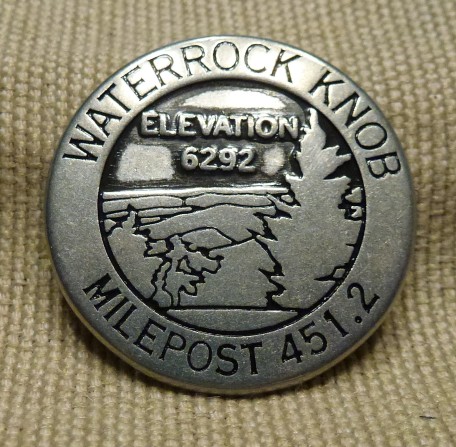 WATERROCK KNOB
ELEVATION
6292
MILEPOST 451.2